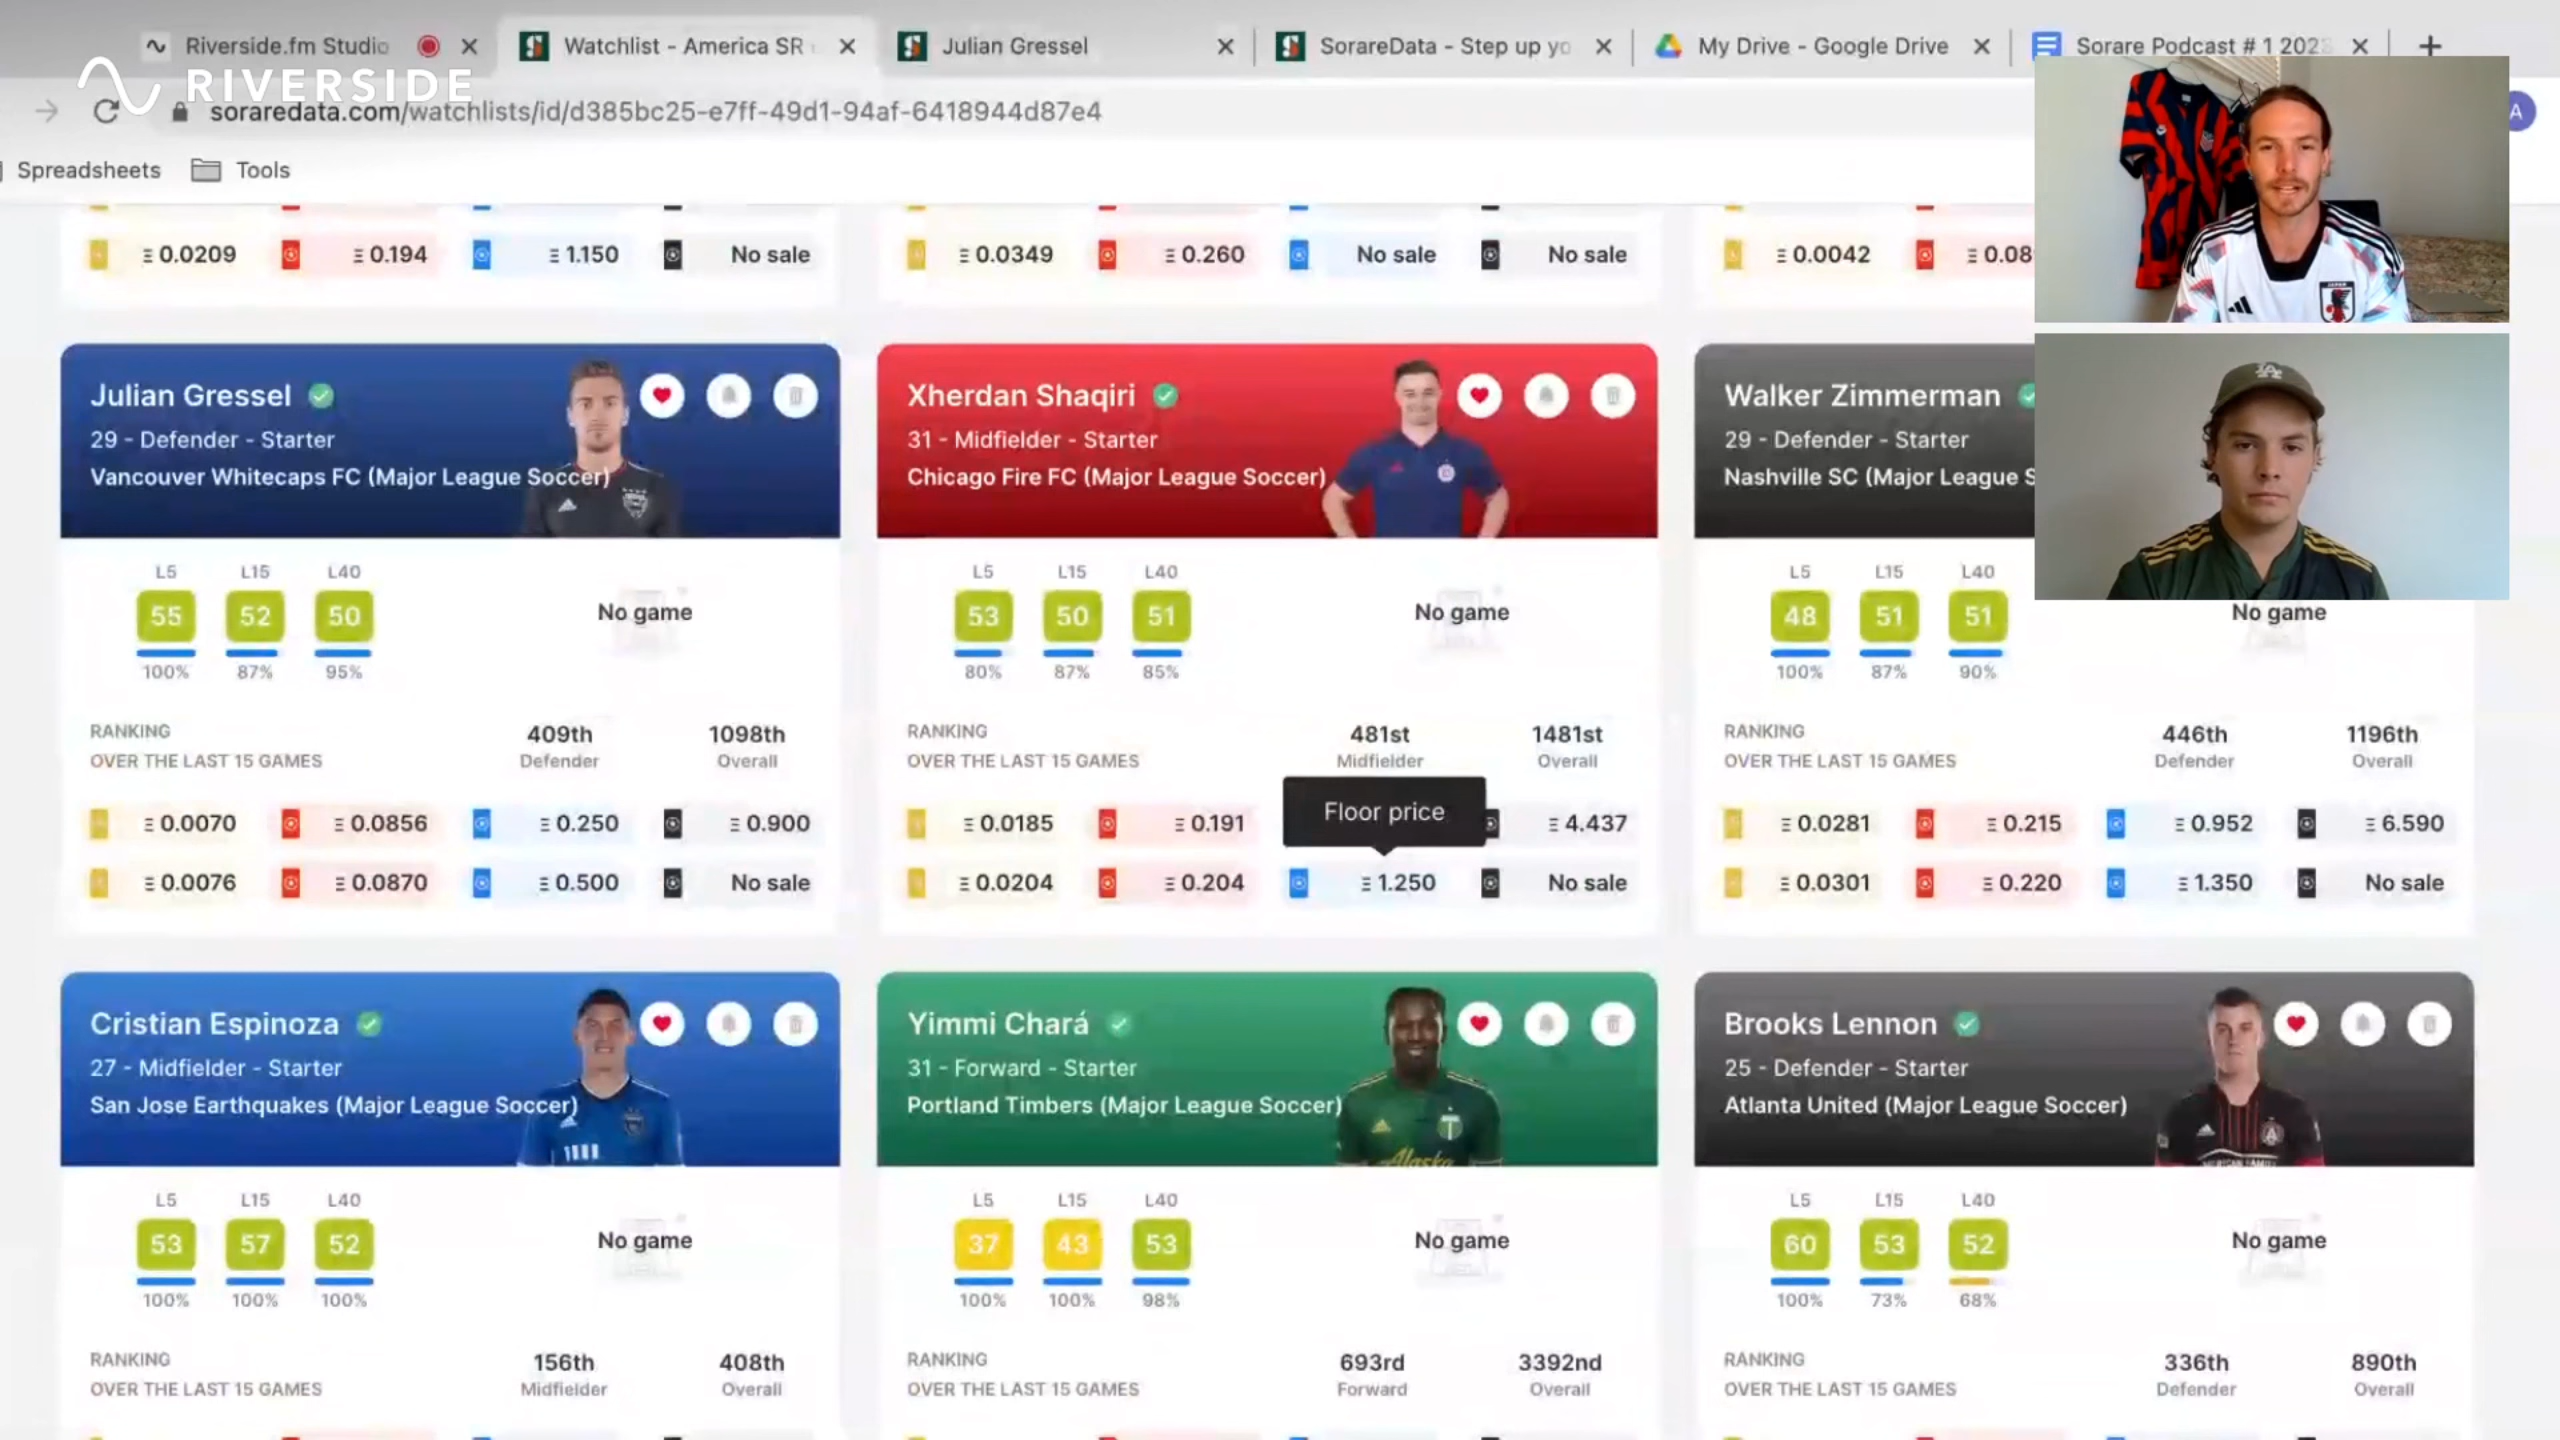 Riverside.fm Studio
Watchlist - America SR
Julian Gressel
SorareData - Step up yo
My Drive - Google Drive
Sorare Podcast # 1 2023
RIVERSIDE
soraredata.com/watchlists/id/d385bc25-e7ff-49d1-94af-6418944d87e4
A
Spreadsheets
Tools
Ξ 0.0209 Ξ 0.194 Ξ 1.150 No sale
Ξ 0.0349 Ξ 0.260 No sale No sale
Ξ 0.0042 Ξ 0.08
Julian Gressel
29 - Defender - Starter
Vancouver Whitecaps FC (Major League Soccer)
L5 L15 L40
55 52 50
100% 87% 95%
No game
RANKING
OVER THE LAST 15 GAMES
409th
Defender
1098th
Overall
Ξ 0.0070 Ξ 0.0856 Ξ 0.250 Ξ 0.900
Ξ 0.0076 Ξ 0.0870 Ξ 0.500 No sale
Xherdan Shaqiri
31 - Midfielder - Starter
Chicago Fire FC (Major League Soccer)
L5 L15 L40
53 50 51
80% 87% 85%
No game
RANKING
OVER THE LAST 15 GAMES
481st
Midfielder
1481st
Overall
Floor price
Ξ 0.0185 Ξ 0.191 Ξ 4.437
Ξ 0.0204 Ξ 0.204 Ξ 1.250 No sale
Walker Zimmerman
29 - Defender - Starter
Nashville SC (Major League S
L5 L15 L40
48 51 51
100% 87% 90%
No game
RANKING
OVER THE LAST 15 GAMES
446th
Defender
1196th
Overall
Ξ 0.0281 Ξ 0.215 Ξ 0.952 Ξ 6.590
Ξ 0.0301 Ξ 0.220 Ξ 1.350 No sale
JAPAN
LA
Cristian Espinoza
27 - Midfielder - Starter
San Jose Earthquakes (Major League Soccer)
L5 L15 L40
53 57 52
100% 100% 100%
No game
RANKING
OVER THE LAST 15 GAMES
156th
Midfielder
408th
Overall
Yimmi Chará
31 - Forward - Starter
Portland Timbers (Major League Soccer)
Alaska
L5 L15 L40
37 43 53
100% 100% 98%
No game
RANKING
OVER THE LAST 15 GAMES
693rd
Forward
3392nd
Overall
Brooks Lennon
25 - Defender - Starter
Atlanta United (Major League Soccer)
L5 L15 L40
60 53 52
100% 73% 68%
No game
RANKING
OVER THE LAST 15 GAMES
336th
Defender
890th
Overall